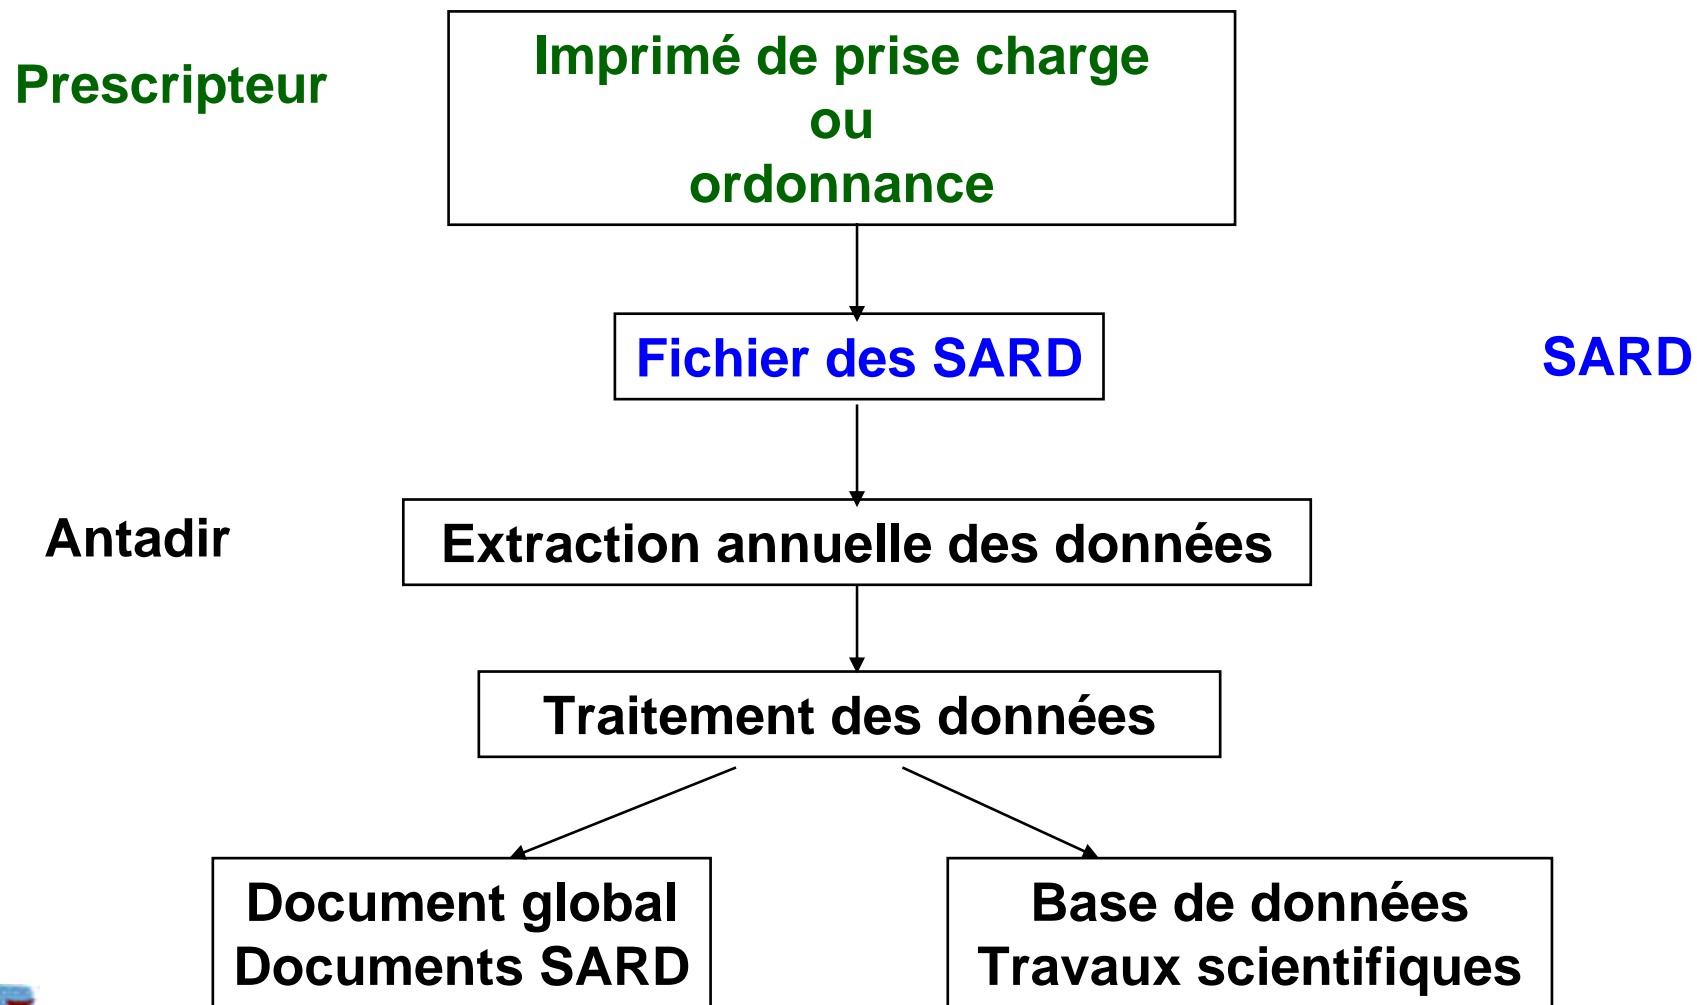 Prescripteur
Imprimé de prise charge
ou
ordonnance
Fichier des SARD
SARD
Antadir
Extraction annuelle des données
Traitement des données
Document global
Documents SARD
Base de données
Travaux scientifiques